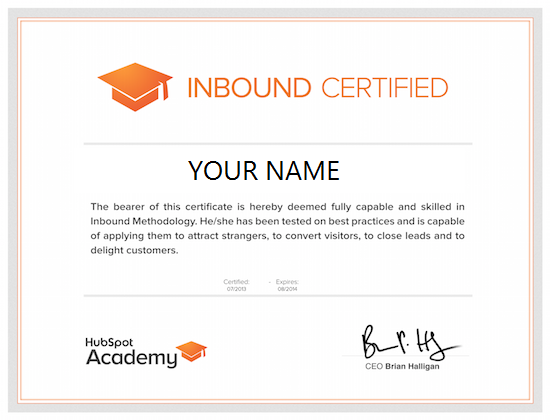 INBOUND CERTIFIED
YOUR NAME
The bearer of this certificate is hereby deemed fully capable and skilled in
Inbound Methodology. He/she has been tested on best practices and is capable
of applying them to attract strangers, to convert visitors, to close leads and to
delight customers.
Certified: - Expires:
07/2013 08/2014
HubSpot
Academy
CEO Brian Halligan